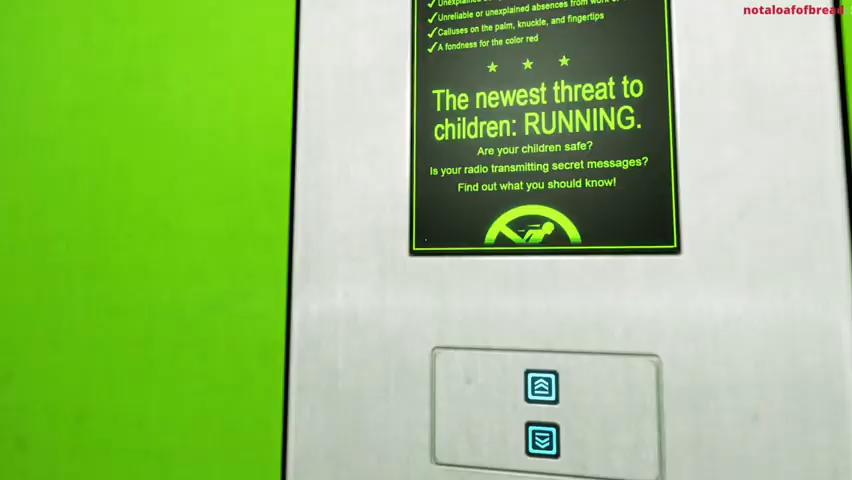 Unexplained
notaloafofbread
✓Unreliable or unexplained absences from work or
✓Calluses on the palm, knuckle, and fingertips
✓A fondness for the color red
★ ★ ★
The newest threat to
children: RUNNING.
Are your children safe?
Is your radio transmitting secret messages?
Find out what you should know!